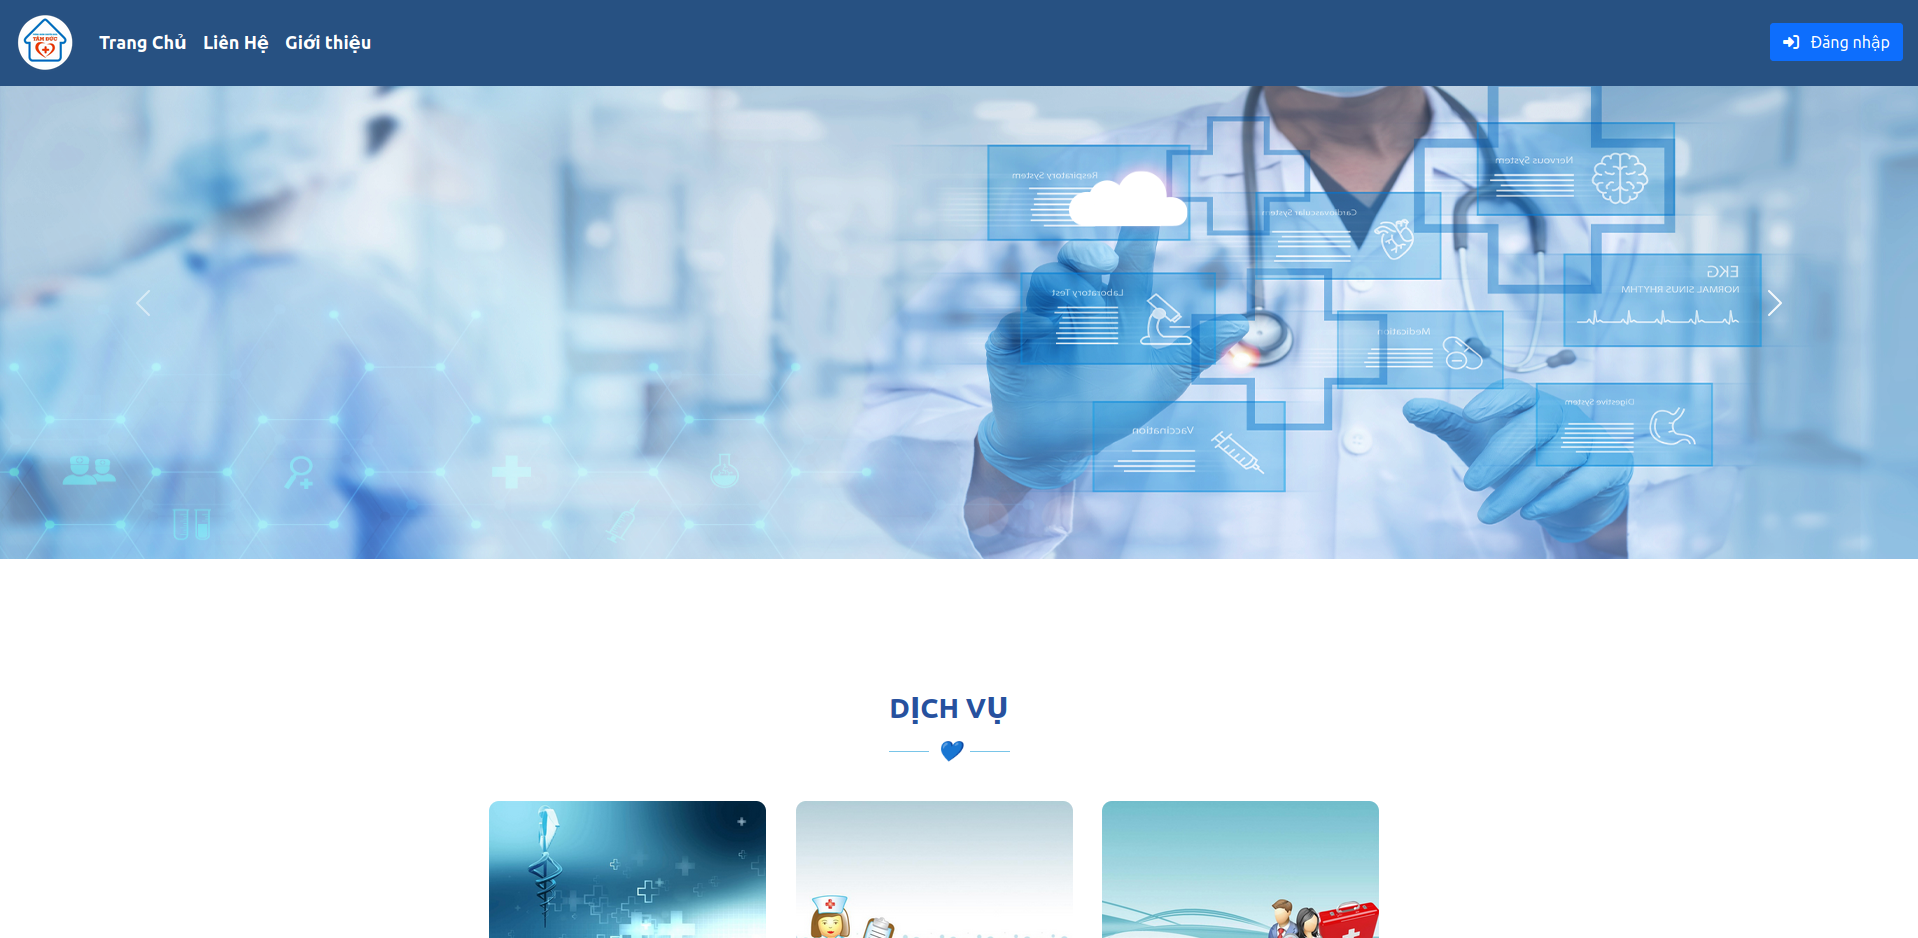 TÂM ĐỨC
Trang Chủ
Liên Hệ
Giới thiệu
Đăng nhập
Respiratory System
Nervous System
Cardiovascular System
EKG
NORMAL SINUS RHYTHM
Laboratory Test
Medication
Digestive System
Vaccination
DỊCH VỤ